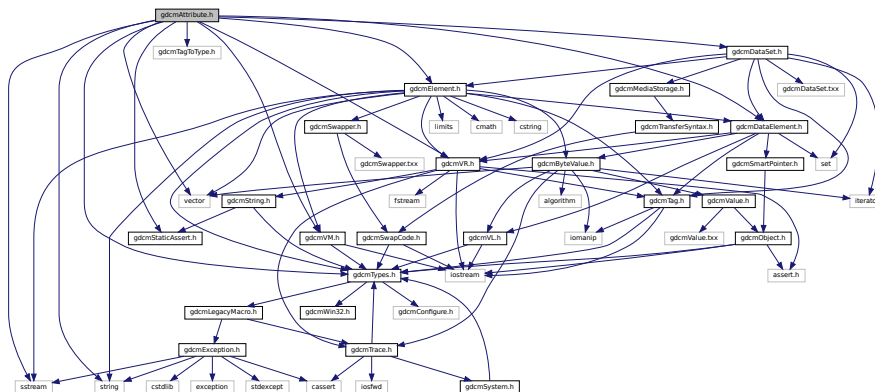 gdcmAttribute.h
gdcmTagToType.h
gdcmDataSet.h
gdcmElement.h
gdcmMediaStorage.h
gdcmDataSet.txx
gdcmSwapper.h
limits
cmath
cstring
gdcmTransferSyntax.h
gdcmDataElement.h
gdcmSwapper.txx
gdcmVR.h
gdcmByteValue.h
gdcmSmartPointer.h
set
vector
gdcmString.h
fstream
algorithm
gdcmTag.h
gdcmValue.h
iterator
gdcmStaticAssert.h
gdcmVM.h
gdcmSwapCode.h
gdcmVL.h
iomanip
gdcmValue.txx
gdcmObject.h
gdcmTypes.h
iostream
assert.h
gdcmLegacyMacro.h
gdcmWin32.h
gdcmConfigure.h
gdcmException.h
gdcmTrace.h
sstream
string
cstdlib
exception
stdexcept
cassert
iosfwd
gdcmSystem.h